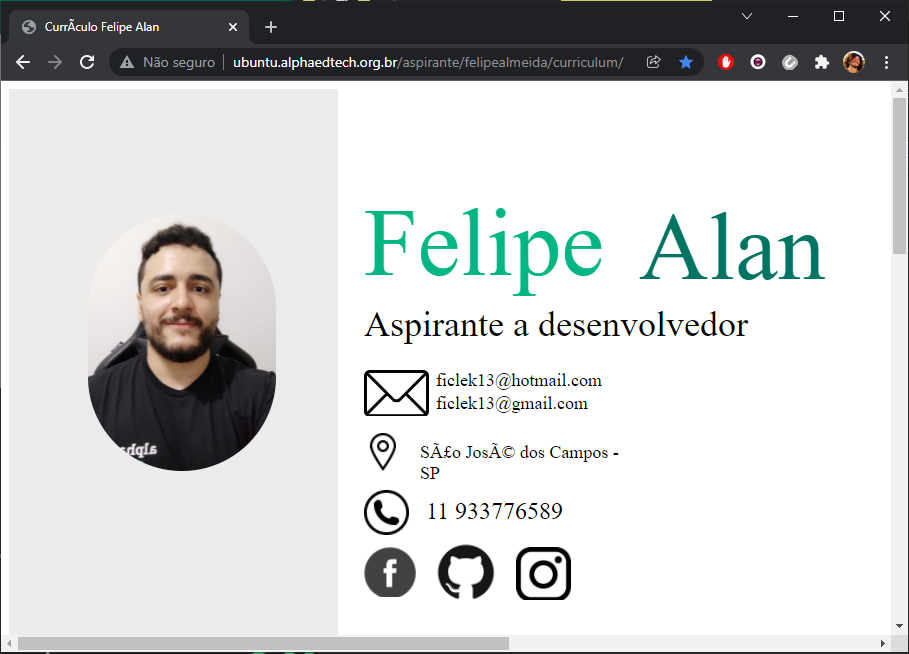 CurrÃculo Felipe Alan
Não seguro
ubuntu.alphaedtech.org.br/aspirante/felipealmeida/curriculum/
Felipe Alan
Aspirante a desenvolvedor
ficlek13@hotmail.com
ficlek13@gmail.com
SÃ£o JosÃ© dos Campos -
SP
11 933776589